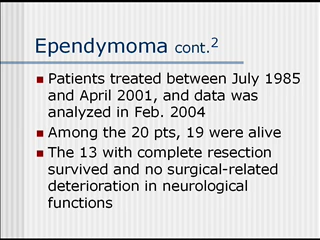 Ependymoma cont.2
Patients treated between July 1985
and April 2001, and data was
analyzed in Feb. 2004
Among the 20 pts, 19 were alive
The 13 with complete resection
survived and no surgical-related
deterioration in neurological
functions